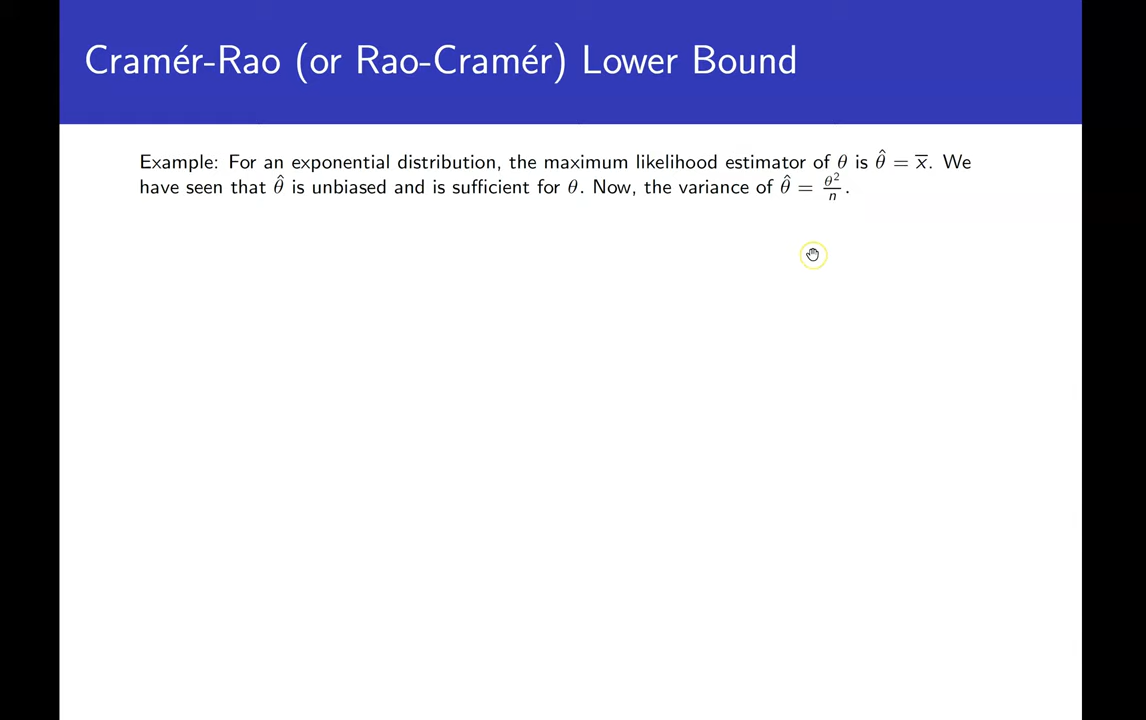 Cramér-Rao (or Rao-Cramér) Lower Bound
Example: For an exponential distribution, the maximum likelihood estimator of θ is θ̂ = x̅. We
have seen that θ̂ is unbiased and is sufficient for θ. Now, the variance of θ̂ = θ²/n.